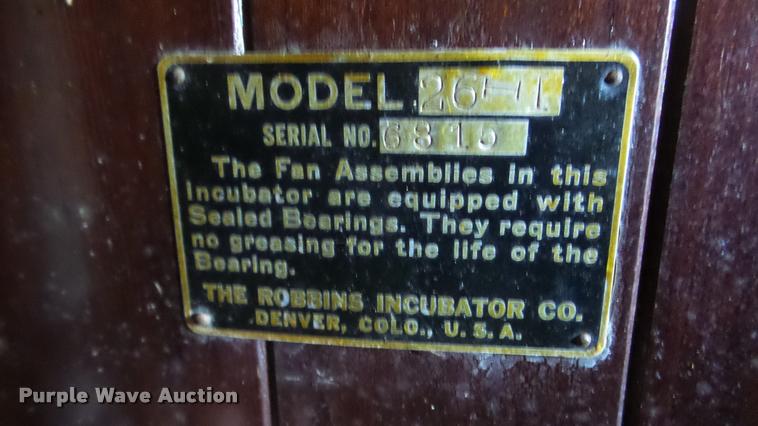 MODEL 26-1
SERIAL NO. 6815
The Fan Assemblies in this
incubator are equipped with
Sealed Bearings. They require
no greasing for the life of the
Bearing.
THE ROBBINS INCUBATOR CO.
DENVER, COLO., U.S.A.
Purple Wave Auction